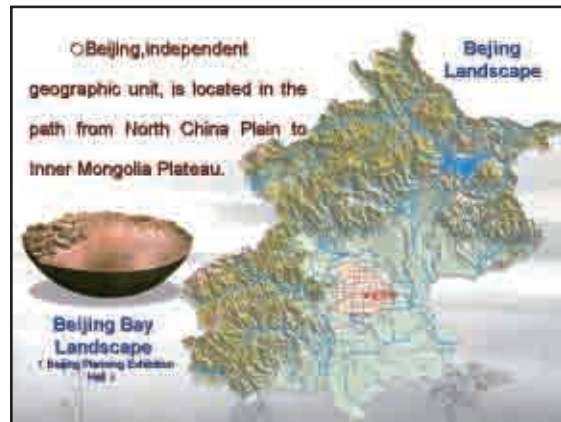 ○Beijing,independent
geographic unit, is located in the
path from North China Plain to
Inner Mongolia Plateau.
Bejing
Landscape
Beijing Bay
Landscape
Beijing Planning Exhibition
Hall